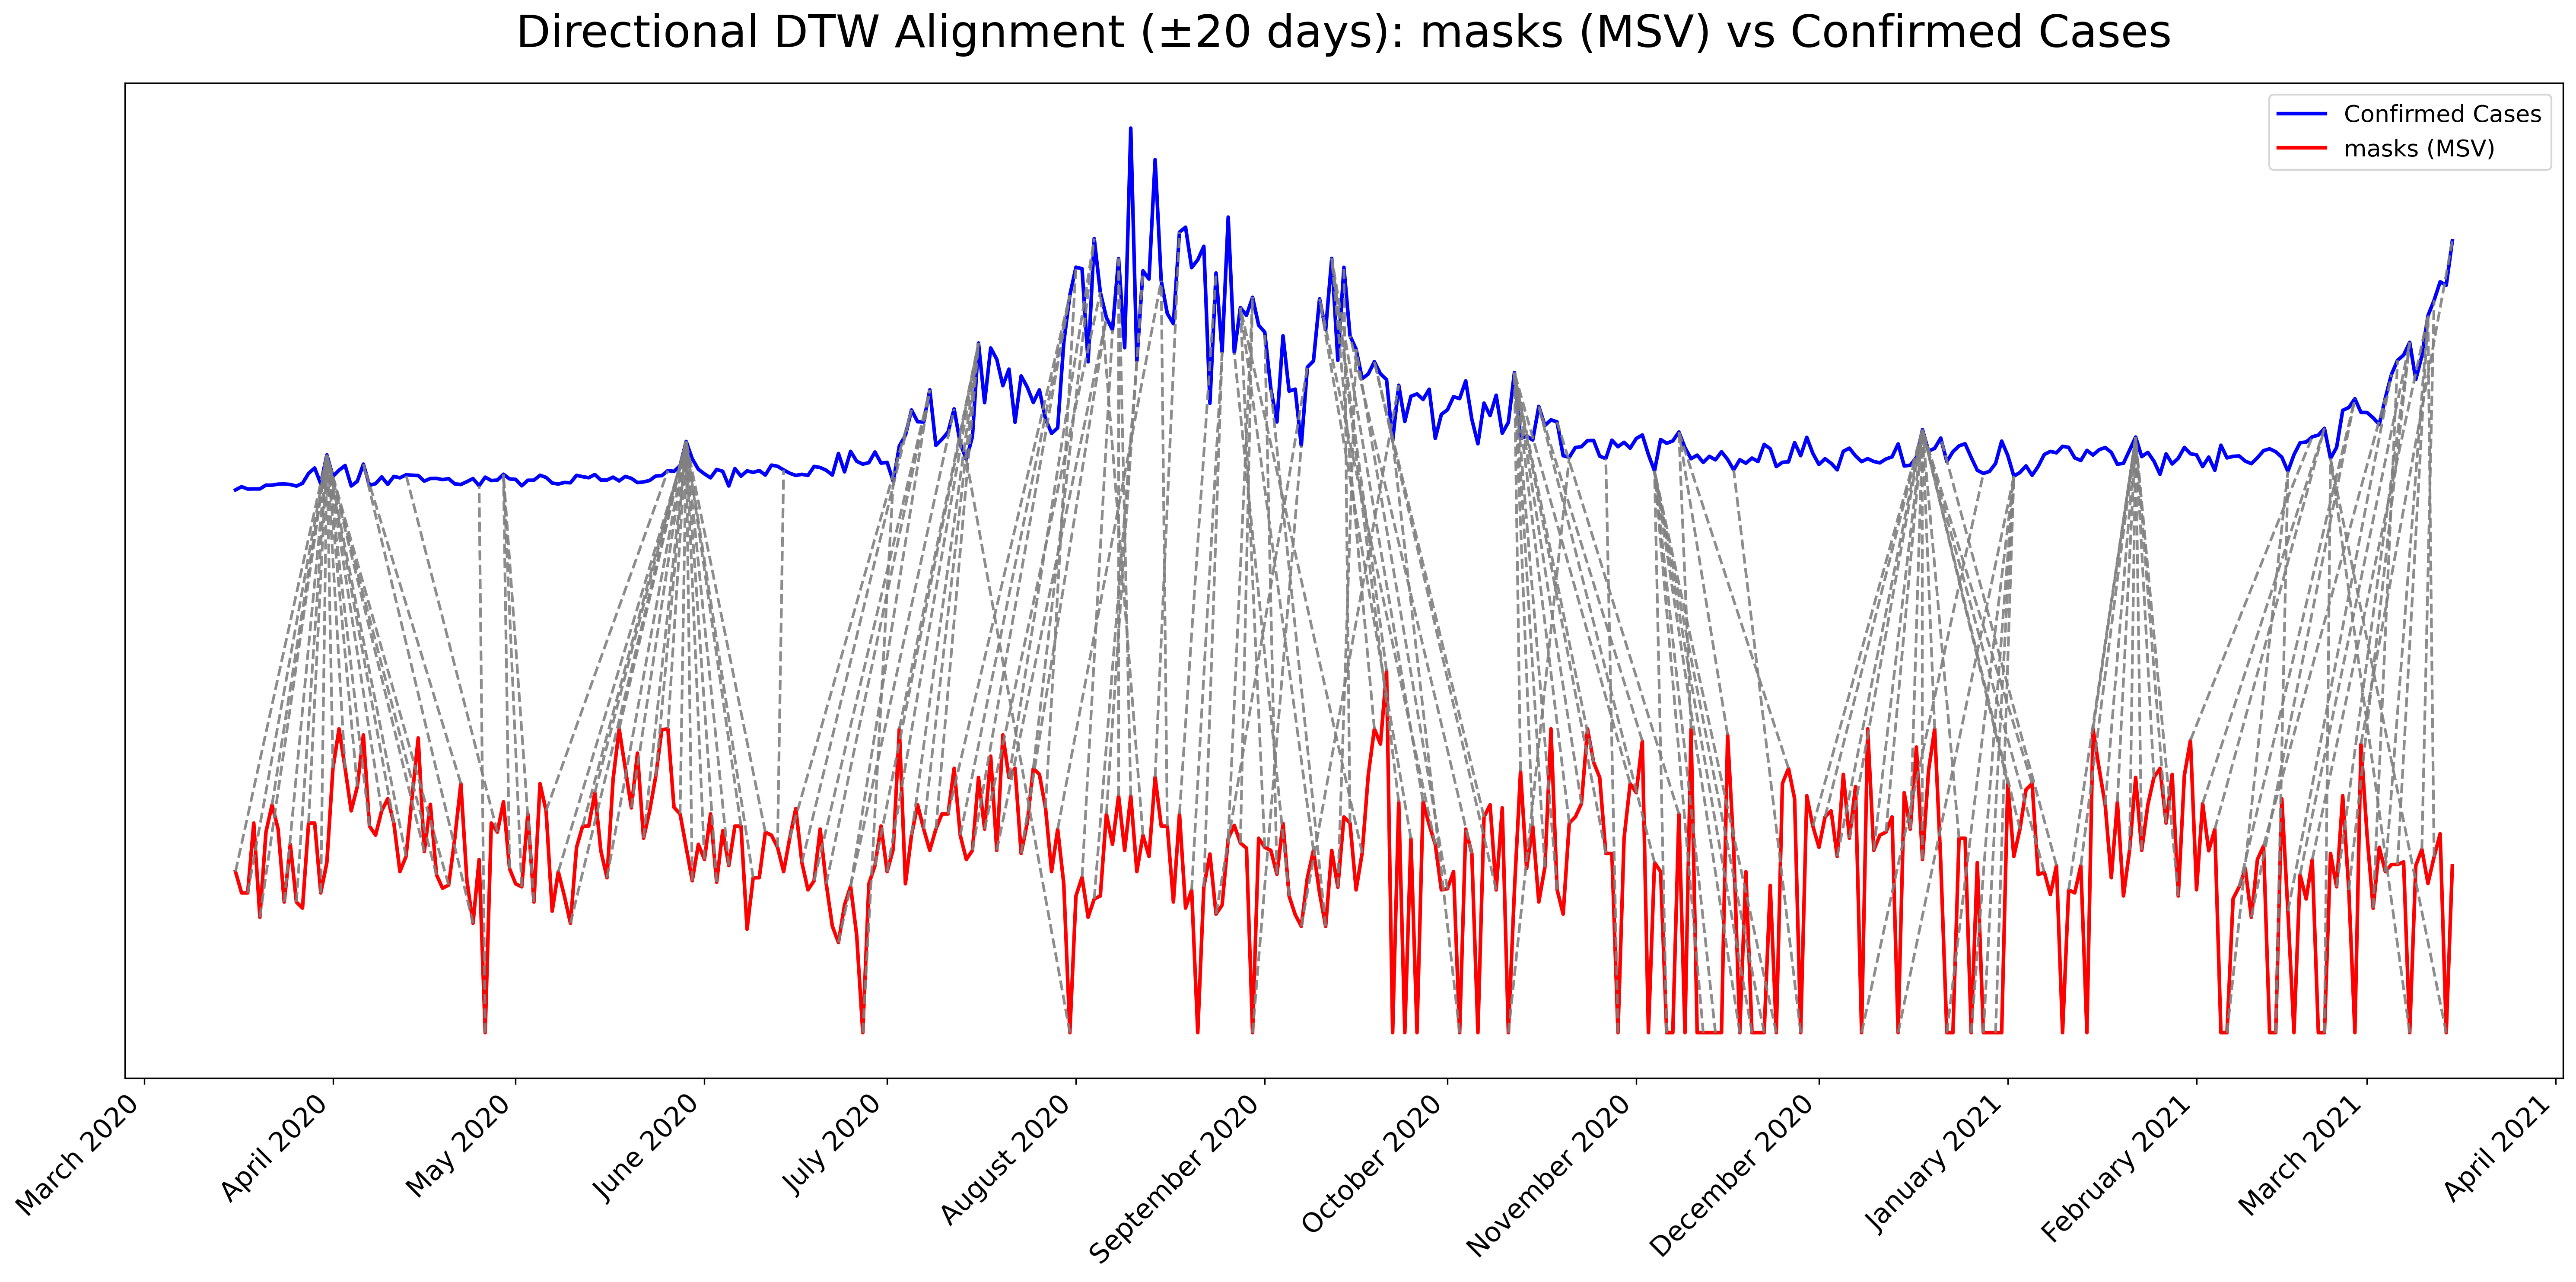 Directional DTW Alignment (±20 days): masks (MSV) vs Confirmed Cases
Confirmed Cases
masks (MSV)
March 2020
April 2020
May 2020
June 2020
July 2020
August 2020
September 2020
October 2020
November 2020
December 2020
January 2021
February 2021
March 2021
April 2021